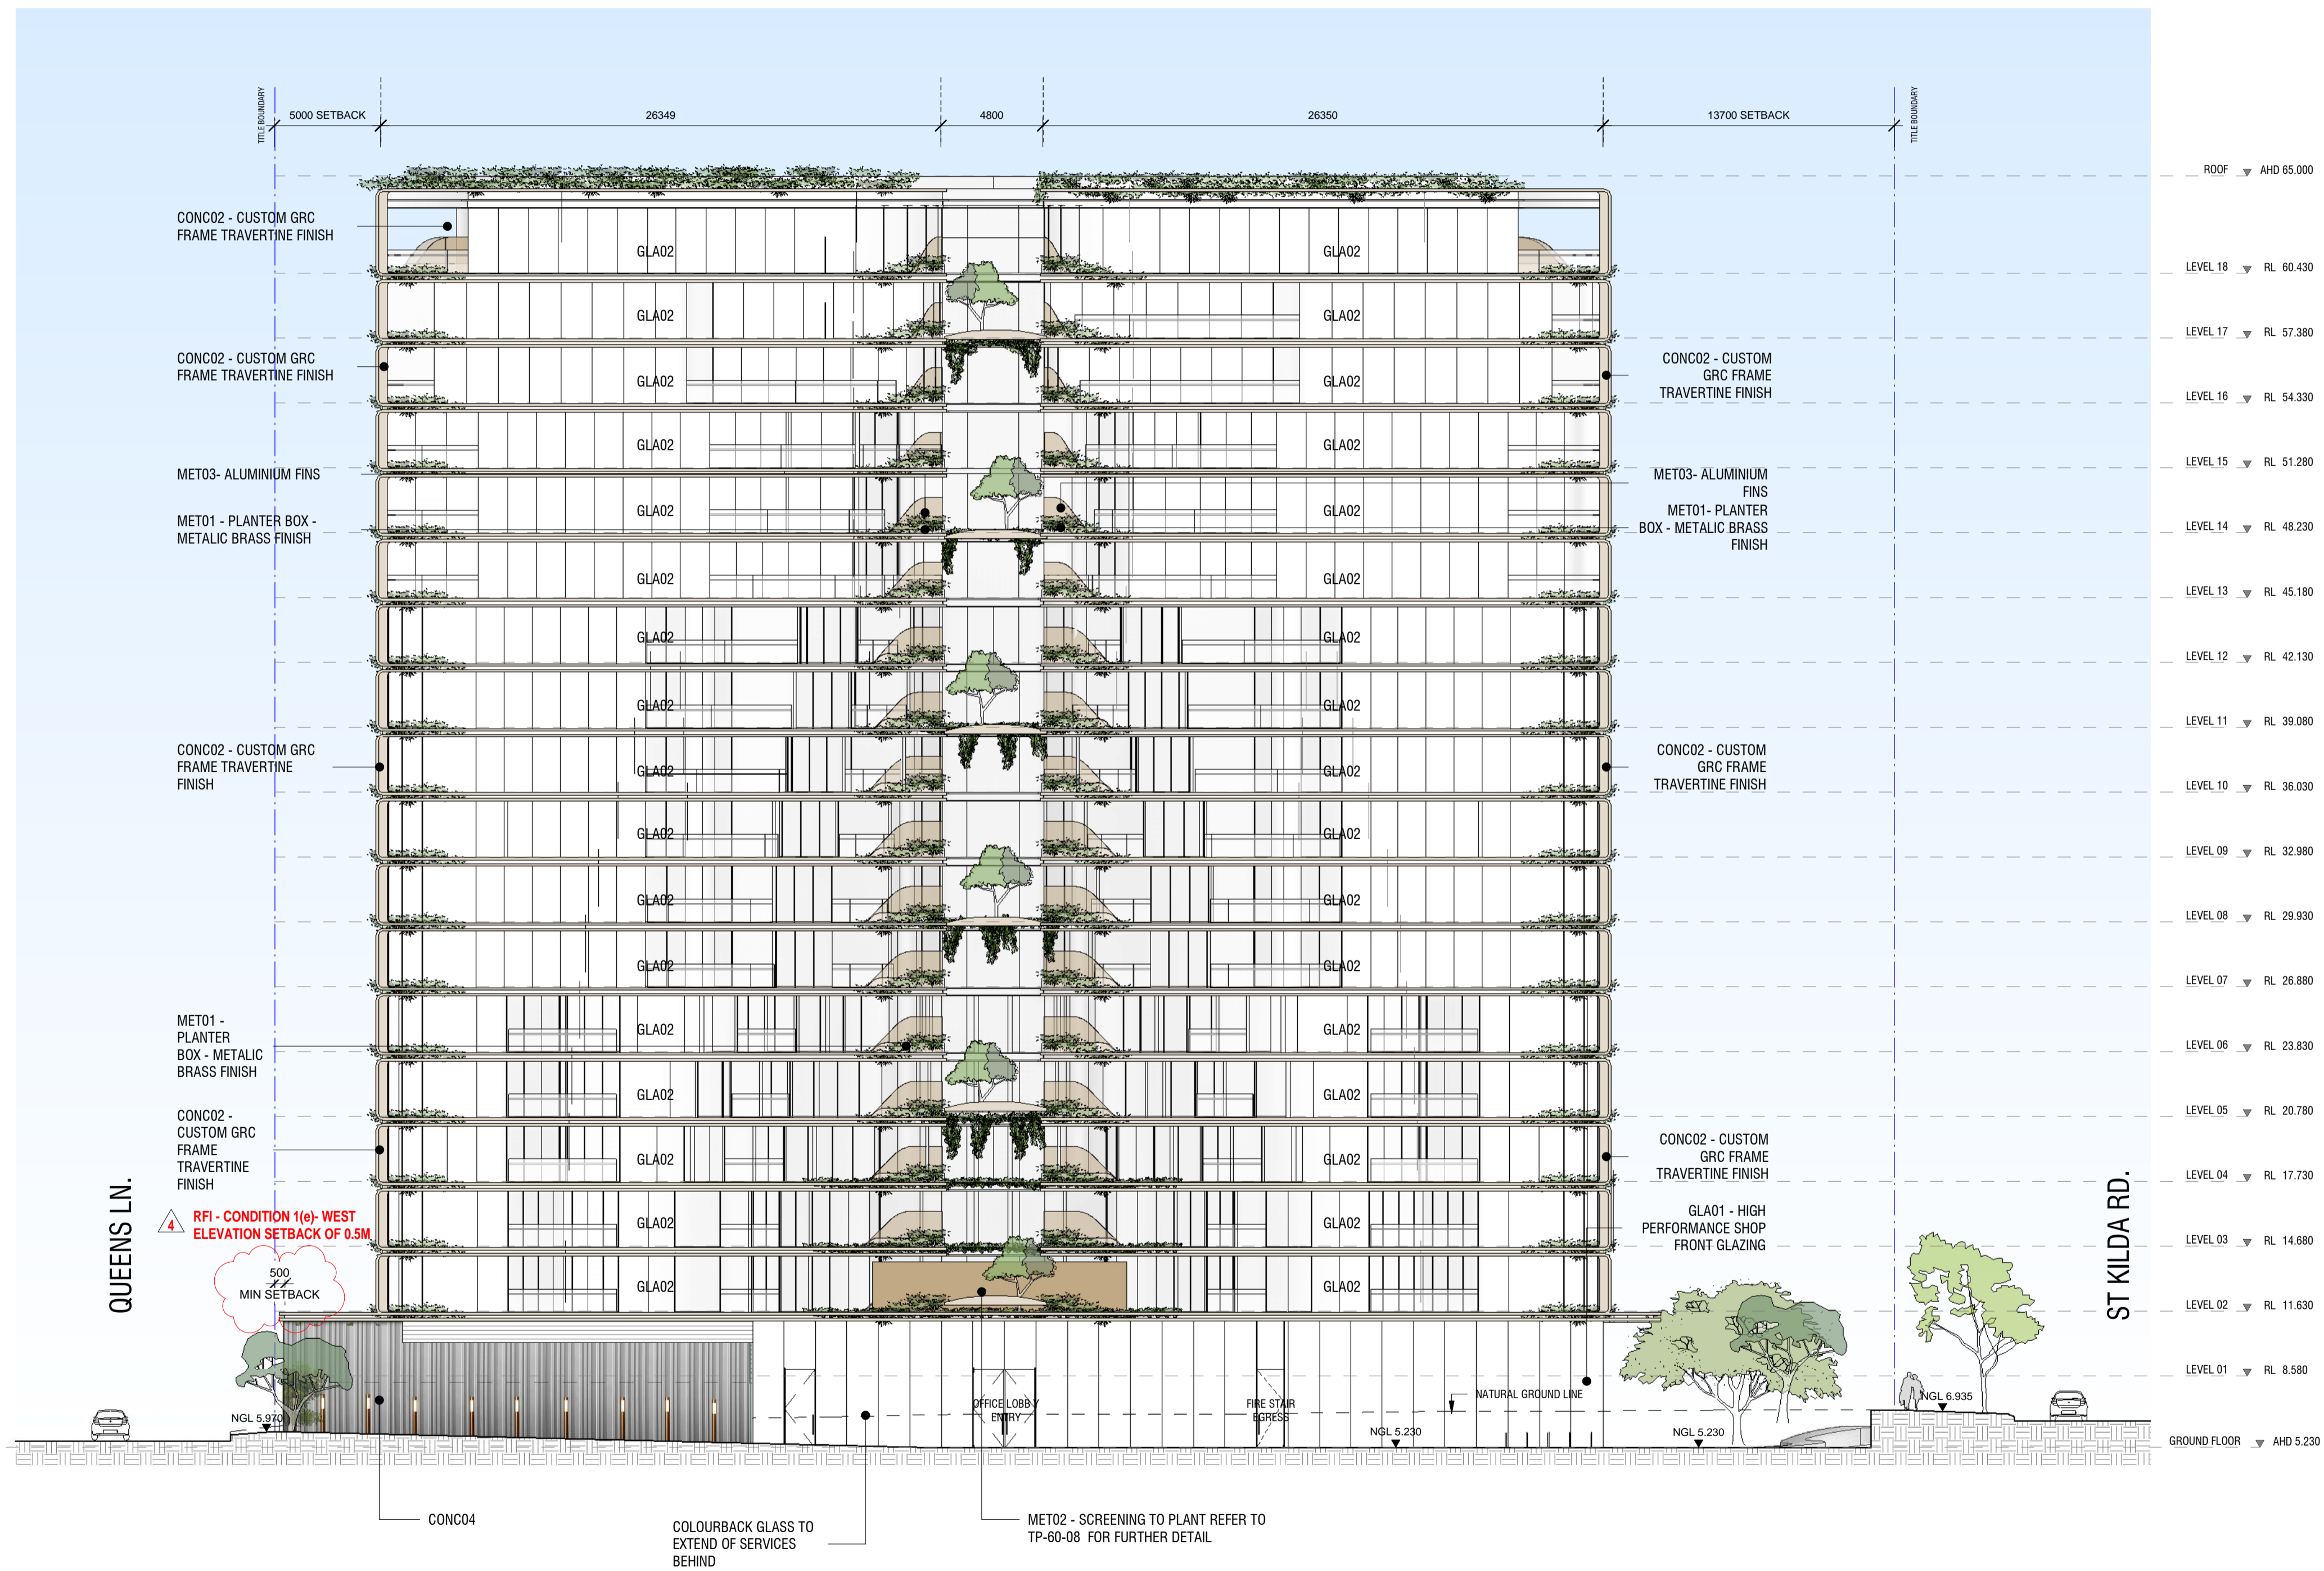 TITLE BOUNDARY
5000 SETBACK
26349
4800
26350
13700 SETBACK
TITLE BOUNDARY
ROOF AHD 65.000
CONC02 - CUSTOM GRC
FRAME TRAVERTINE FINISH
GLA02
GLA02
LEVEL 18 RL 60.430
GLA02
GLA02
LEVEL 17 RL 57.380
CONC02 - CUSTOM GRC
FRAME TRAVERTINE FINISH
GLA02
GLA02
CONC02 - CUSTOM
GRC FRAME
TRAVERTINE FINISH
LEVEL 16 RL 54.330
GLA02
GLA02
LEVEL 15 RL 51.280
MET03- ALUMINIUM FINS
MET03- ALUMINIUM
FINS
MET01 - PLANTER BOX -
METALIC BRASS FINISH
GLA02
GLA02
MET01- PLANTER
BOX - METALIC BRASS
FINISH
LEVEL 14 RL 48.230
GLA02
GLA02
LEVEL 13 RL 45.180
GLA02
GLA02
LEVEL 12 RL 42.130
GLA02
GLA02
LEVEL 11 RL 39.080
CONC02 - CUSTOM GRC
FRAME TRAVERTINE
FINISH
GLA02
GLA02
CONC02 - CUSTOM
GRC FRAME
TRAVERTINE FINISH
LEVEL 10 RL 36.030
GLA02
GLA02
LEVEL 09 RL 32.980
GLA02
GLA02
LEVEL 08 RL 29.930
GLA02
GLA02
LEVEL 07 RL 26.880
MET01 -
PLANTER
BOX - METALIC
BRASS FINISH
GLA02
GLA02
LEVEL 06 RL 23.830
GLA02
GLA02
LEVEL 05 RL 20.780
CONC02 -
CUSTOM GRC
FRAME
TRAVERTINE
FINISH
GLA02
GLA02
CONC02 - CUSTOM
GRC FRAME
TRAVERTINE FINISH
LEVEL 04 RL 17.730
QUEENS LN.
4
RFI - CONDITION 1(e)- WEST
ELEVATION SETBACK OF 0.5M
GLA02
GLA02
GLA01 - HIGH
PERFORMANCE SHOP
FRONT GLAZING
ST KILDA RD.
LEVEL 03 RL 14.680
500
MIN SETBACK
GLA02
GLA02
LEVEL 02 RL 11.630
LEVEL 01 RL 8.580
NGL 5.970
OFFICE LOBBY
ENTRY
FIRE STAIR
EGRESS
NATURAL GROUND LINE
NGL 6.935
NGL 5.230
NGL 5.230
GROUND FLOOR AHD 5.230
CONC04
COLOURBACK GLASS TO
EXTEND OF SERVICES
BEHIND
MET02 - SCREENING TO PLANT REFER TO
TP-60-08 FOR FURTHER DETAIL